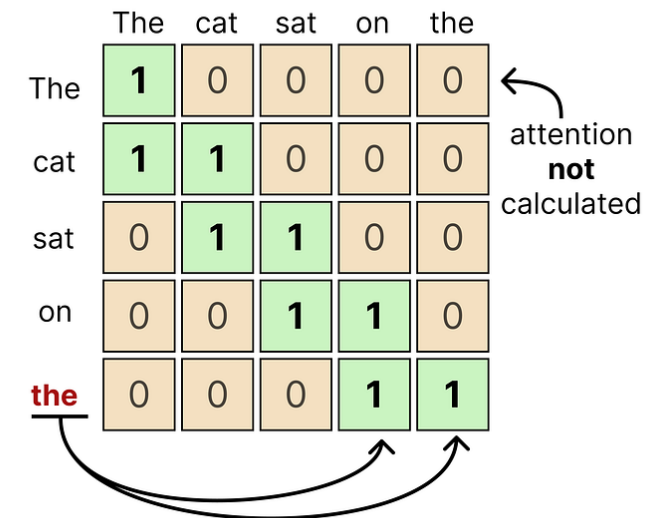 The cat sat on the
The 1 0 0 0 0
cat 1 1 0 0 0
sat 0 1 1 0 0
on 0 0 1 1 0
the 0 0 0 1 1
attention
not
calculated